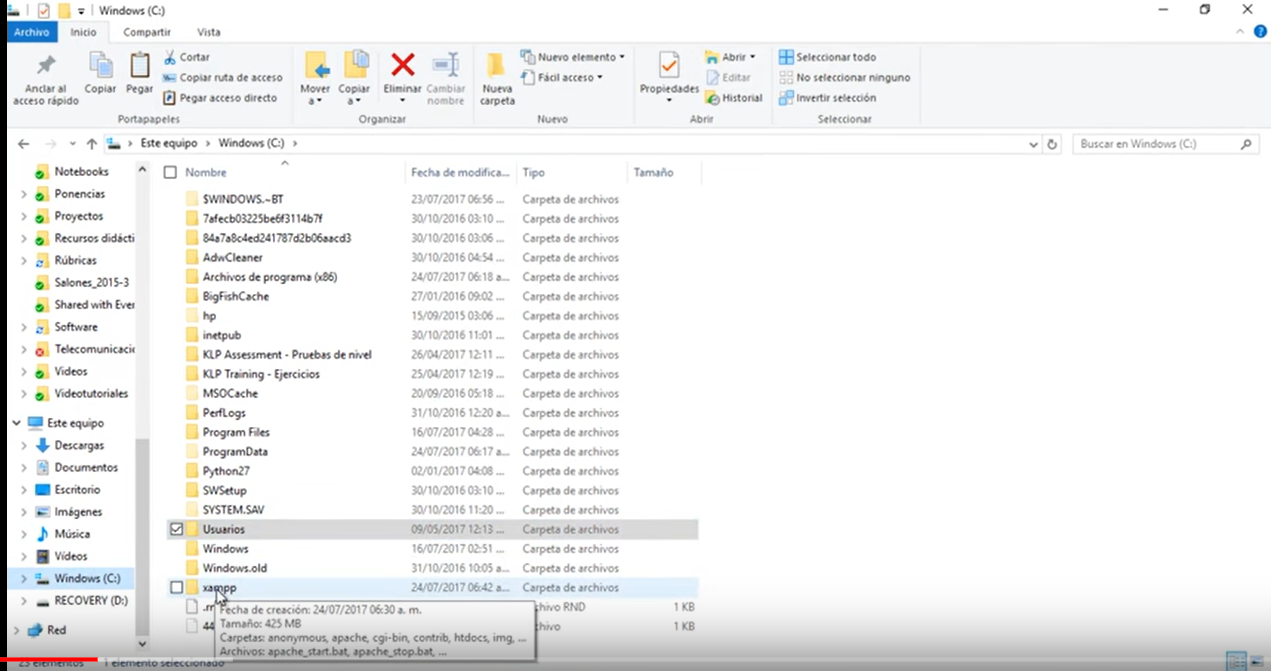 Windows (C:)
Archivo Inicio Compartir Vista
Anclar al acceso rápido
Copiar
Pegar
Cortar
Copiar ruta de acceso
Pegar acceso directo
Portapapeles
Mover a
Copiar a
Eliminar
Cambiar nombre
Organizar
Nueva carpeta
Nuevo elemento
Fácil acceso
Nuevo
Propiedades
Abrir
Editar
Historial
Abrir
Seleccionar todo
No seleccionar ninguno
Invertir selección
Seleccionar
Este equipo > Windows (C:) >
Buscar en Windows (C:)
Notebooks
Ponencias
Proyectos
Recursos didácti
Rúbricas
Salones_2015-3
Shared with Ever
Software
Telecomunicacio
Videos
Videotutoriales
Este equipo
Descargas
Documentos
Escritorio
Imágenes
Música
Vídeos
Windows (C:)
RECOVERY (D:)
Red
Nombre Fecha de modifica... Tipo Tamaño
$WINDOWS.~BT 23/07/2017 06:56 ... Carpeta de archivos
7afecb03225be6f3114b7f 30/10/2016 03:10 ... Carpeta de archivos
84a7a8c4ed241787d2b06aacd3 30/10/2016 03:06 ... Carpeta de archivos
AdwCleaner 30/10/2016 04:54 ... Carpeta de archivos
Archivos de programa (x86) 24/07/2017 06:18 a... Carpeta de archivos
BigFishCache 27/01/2016 09:02 ... Carpeta de archivos
hp 15/09/2015 03:06 ... Carpeta de archivos
inetpub 30/10/2016 11:01 ... Carpeta de archivos
KLP Assessment - Pruebas de nivel 26/04/2017 12:11 ... Carpeta de archivos
KLP Training - Ejercicios 25/04/2017 12:19 ... Carpeta de archivos
MSOCache 20/09/2016 05:18 ... Carpeta de archivos
PerfLogs 31/10/2016 12:20 a... Carpeta de archivos
Program Files 16/07/2017 04:28 ... Carpeta de archivos
ProgramData 24/07/2017 06:17 a... Carpeta de archivos
Python27 02/01/2017 04:08 ... Carpeta de archivos
SWSetup 30/10/2016 03:10 ... Carpeta de archivos
SYSTEM.SAV 30/10/2016 11:20 ... Carpeta de archivos
Usuarios 09/05/2017 12:13 ... Carpeta de archivos
Windows 16/07/2017 02:51 ... Carpeta de archivos
Windows.old 31/10/2016 10:05 a... Carpeta de archivos
xampp 24/07/2017 06:42 a... Carpeta de archivos
chivo RND 1 KB
44 chivo 1 KB
Fecha de creación: 24/07/2017 06:30 a. m.
Tamaño: 425 MB
Carpetas: anonymous, apache, cgi-bin, contrib, htdocs, img, ...
Archivos: apache_start.bat, apache_stop.bat, ...
23 elementos 1 elemento seleccionado